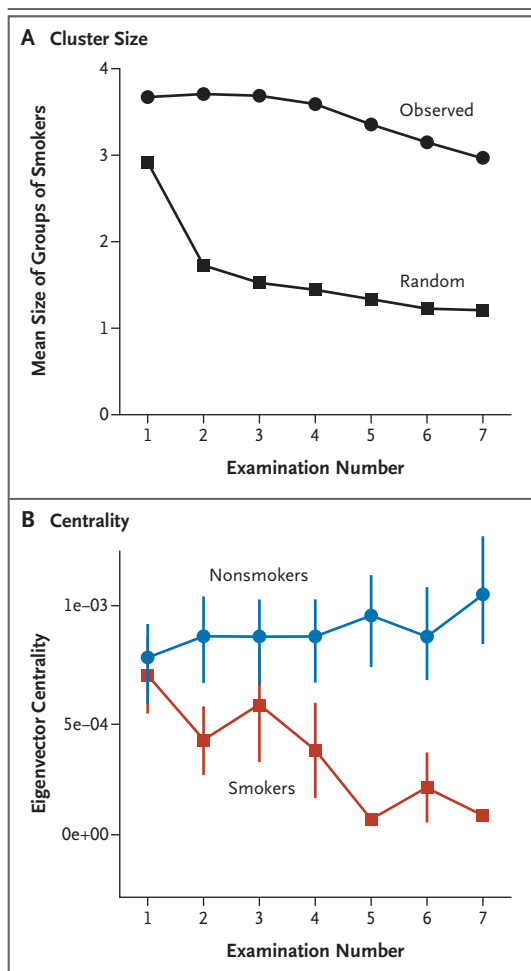 A Cluster Size
4
3
2
1
0
Mean Size of Groups of Smokers
Observed
Random
1 2 3 4 5 6 7
Examination Number
B Centrality
1e–03
5e–04
0e+00
Eigenvector Centrality
Nonsmokers
Smokers
1 2 3 4 5 6 7
Examination Number